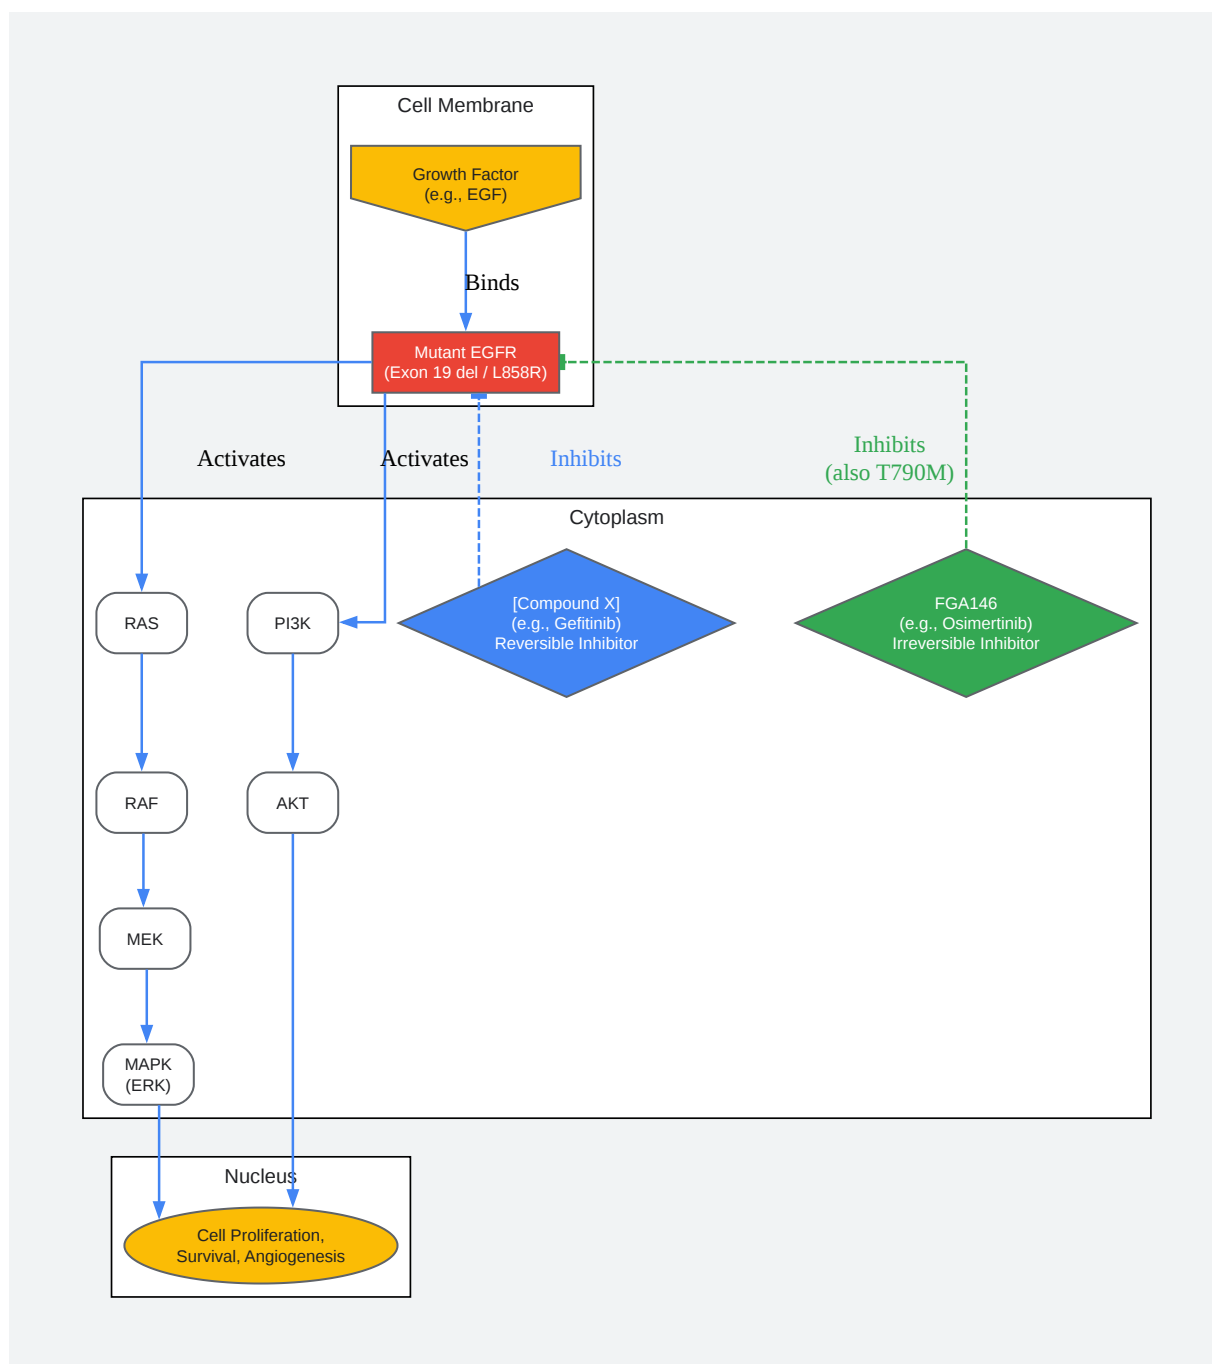 Cell Membrane
Growth Factor
(e.g., EGF)
Binds
Mutant EGFR
(Exon 19 del / L858R)
Activates
Activates
Inhibits
Inhibits
(also T790M)
Cytoplasm
RAS
PI3K
[Compound X]
(e.g., Gefitinib)
Reversible Inhibitor
FGA146
(e.g., Osimertinib)
Irreversible Inhibitor
RAF
AKT
MEK
MAPK
(ERK)
Nucleus
Cell Proliferation,
Survival, Angiogenesis